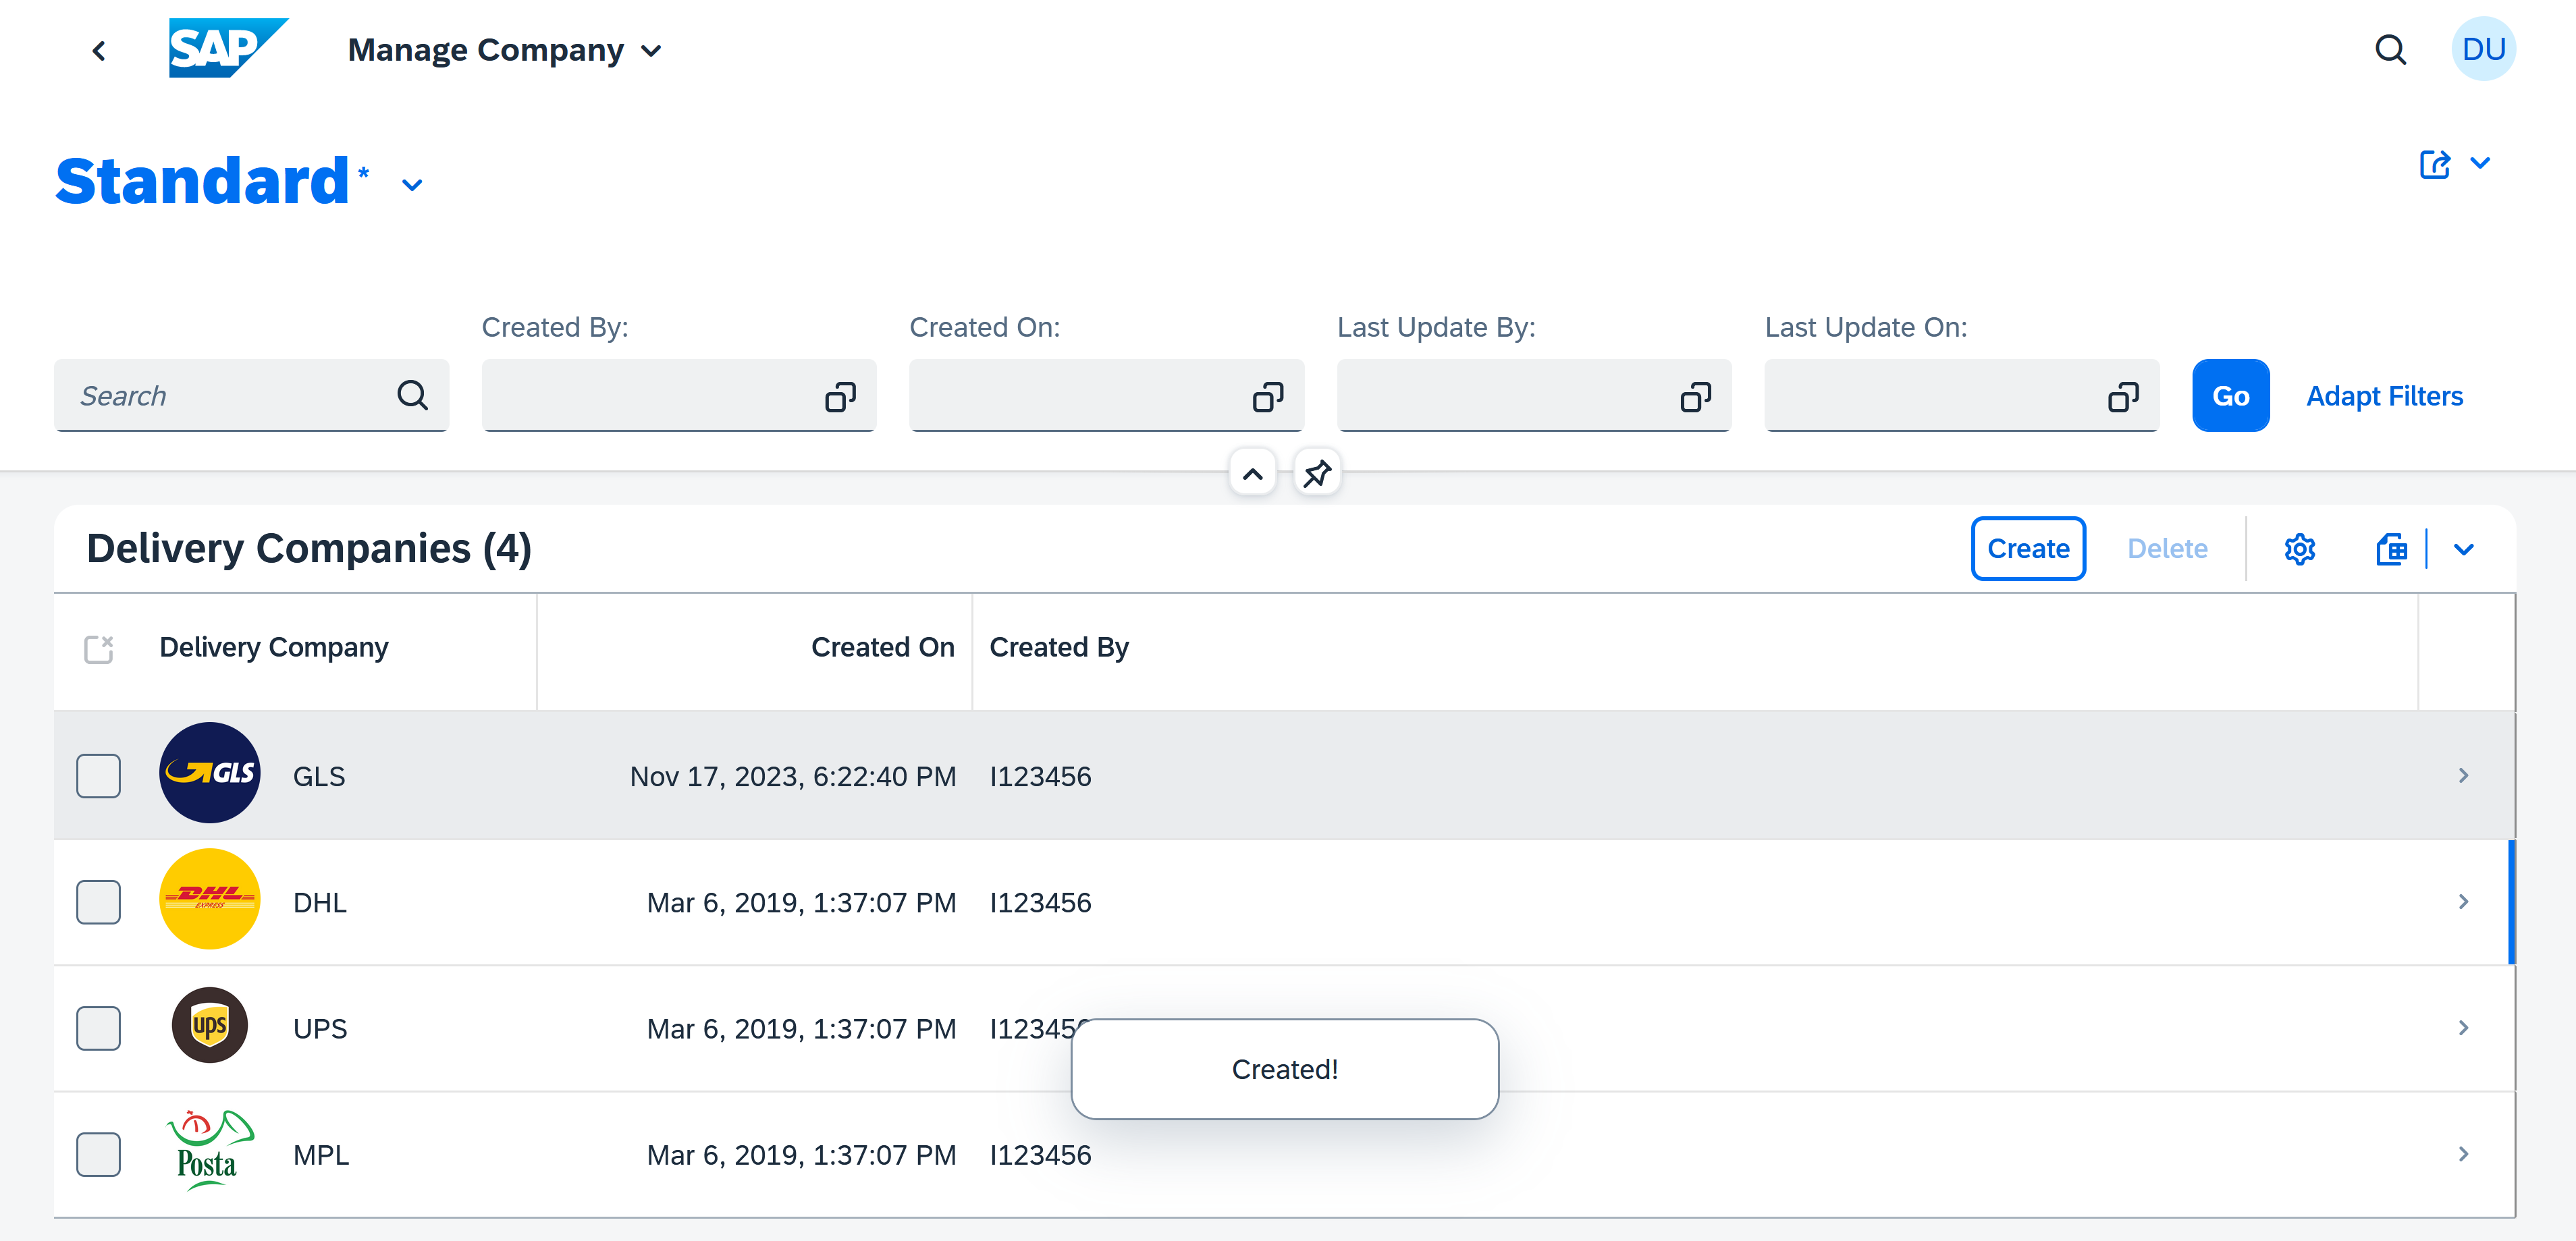 SAP Manage Company DU
Standard*
Created By: Created On: Last Update By: Last Update On:
Search Go Adapt Filters
Delivery Companies (4) Create Delete
Delivery Company Created On Created By
GLS GLS Nov 17, 2023, 6:22:40 PM I123456
DHL EXPRESS DHL Mar 6, 2019, 1:37:07 PM I123456
ups UPS Mar 6, 2019, 1:37:07 PM I12345
Created!
Posta MPL Mar 6, 2019, 1:37:07 PM I123456